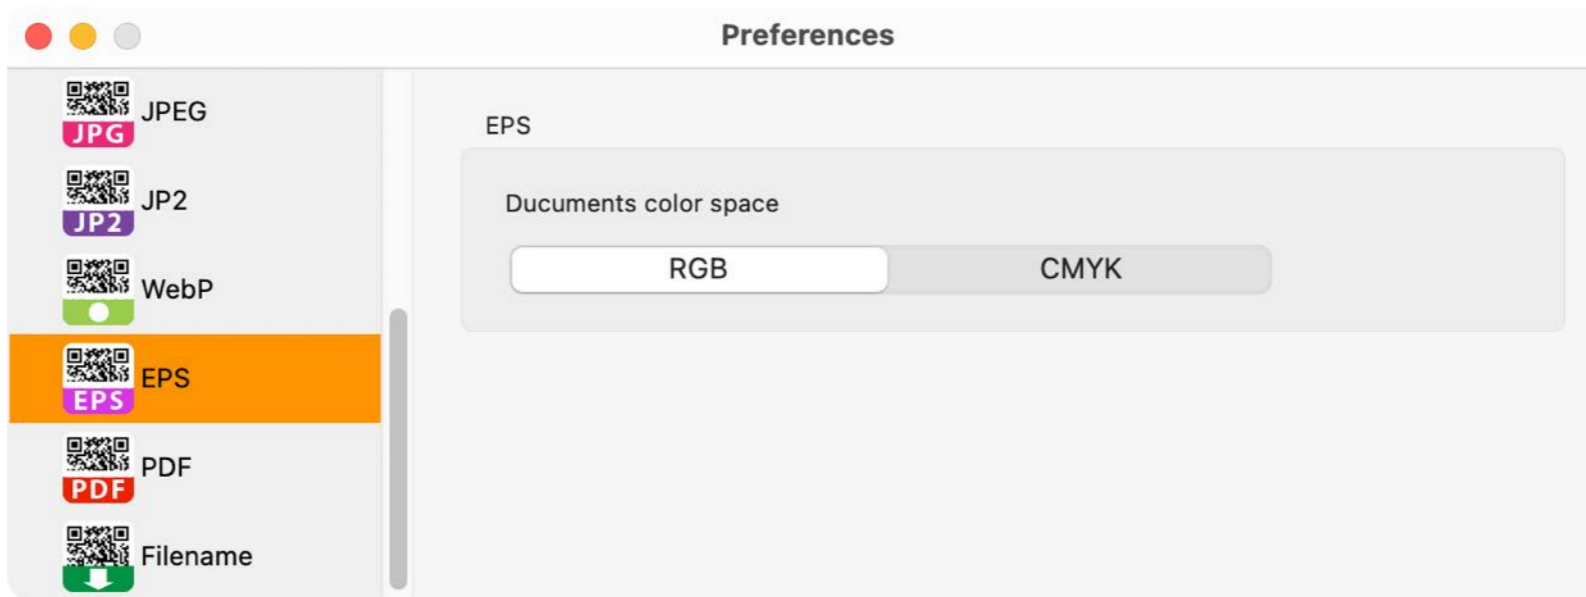 Preferences
JPG JPEG
JP2 JP2
WebP
EPS EPS
PDF PDF
Filename
EPS
Ducuments color space
RGB CMYK